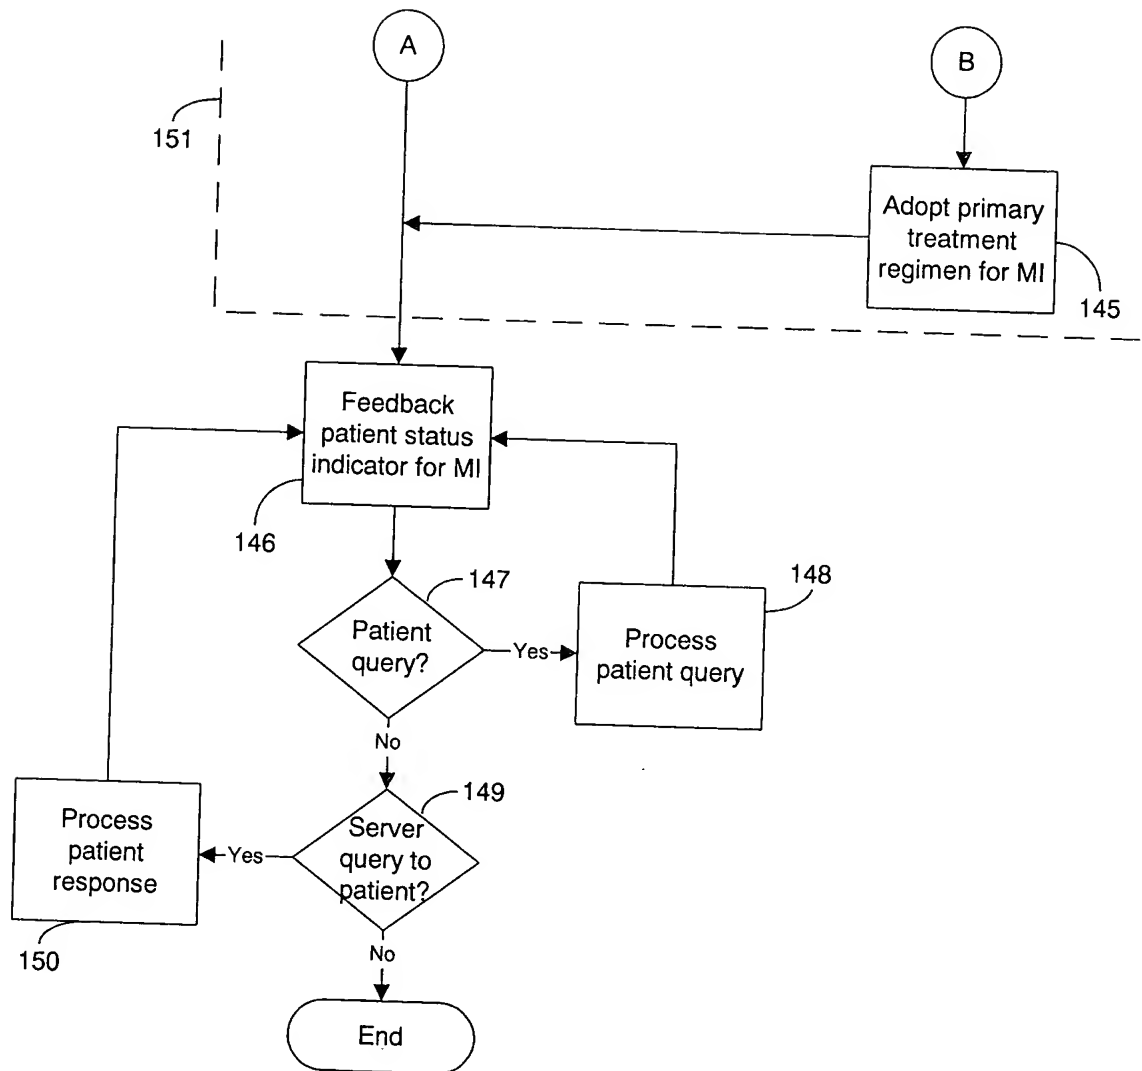 A
B
151
Adopt primary
treatment
regimen for MI
145
Feedback
patient status
indicator for MI
146
147
148
Patient
query?
Yes
Process
patient query
No
149
Process
patient
response
Yes
Server
query to
patient?
150
No
End